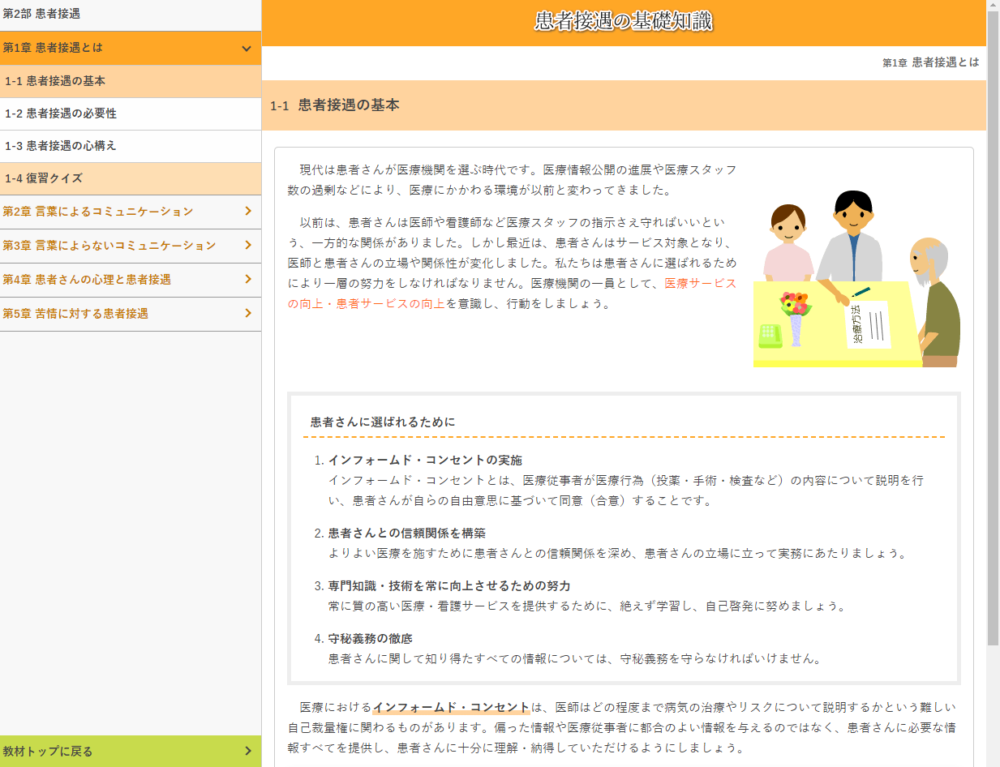 第2部 患者接遇
第1章 患者接遇とは
1-1 患者接遇の基本
1-2 患者接遇の必要性
1-3 患者接遇の心構え
1-4 復習クイズ
第2章 言葉によるコミュニケーション
第3章 言葉によらないコミュニケーション
第4章 患者さんの心理と患者接遇
第5章 苦情に対する患者接遇
教材トップに戻る
患者接遇の基礎知識
第1章 患者接遇とは
1-1 患者接遇の基本
現代は患者さんが医療機関を選ぶ時代です。医療情報公開の進展や医療スタッフ
数の過剰などにより、医療にかかわる環境が以前と変わってきました。
以前は、患者さんは医師や看護師など医療スタッフの指示さえ守ればいいとい
う、一方的な関係がありました。しかし最近は、患者さんはサービス対象となり、
医師と患者さんの立場や関係性が変化しました。私たちは患者さんに選ばれるため
により一層の努力をしなければなりません。医療機関の一員として、医療サービス
の向上・患者サービスの向上を意識し、行動をしましょう。
治療方法
患者さんに選ばれるために
1. インフォームド・コンセントの実施
インフォームド・コンセントとは、医療従事者が医療行為（投薬・手術・検査など）の内容について説明を行
い、患者さんが自らの自由意思に基づいて同意（合意）することです。
2. 患者さんとの信頼関係を構築
よりよい医療を施すために患者さんとの信頼関係を深め、患者さんの立場に立って実務にあたりましょう。
3. 専門知識・技術を常に向上させるための努力
常に質の高い医療・看護サービスを提供するために、絶えず学習し、自己啓発に努めましょう。
4. 守秘義務の徹底
患者さんに関して知り得たすべての情報については、守秘義務を守らなければいけません。
医療におけるインフォームド・コンセントは、医師はどの程度まで病気の治療やリスクについて説明するかという難しい
自己裁量権に関わるものがあります。偏った情報や医療従事者に都合のよい情報を与えるのではなく、患者さんに必要な情
報すべてを提供し、患者さんに十分に理解・納得していただけるようにしましょう。